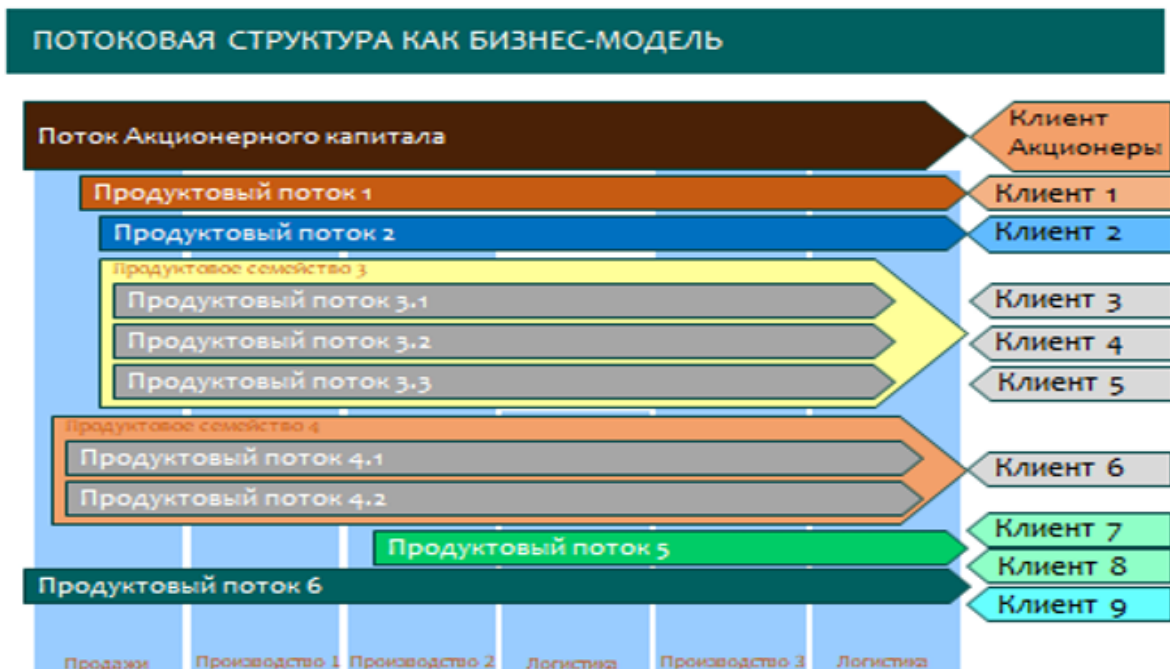 ПОТОКОВАЯ СТРУКТУРА КАК БИЗНЕС-МОДЕЛЬ
Поток Акционерного капитала
Клиент
Акционеры
Продуктовый поток 1
Клиент 1
Продуктовый поток 2
Клиент 2
Продуктовое семейство 3
Продуктовый поток 3.1
Клиент 3
Продуктовый поток 3.2
Клиент 4
Продуктовый поток 3.3
Клиент 5
Продуктовое семейство 4
Продуктовый поток 4.1
Клиент 6
Продуктовый поток 4.2
Клиент 7
Продуктовый поток 5
Клиент 8
Продуктовый поток 6
Клиент 9
Продажи
Производство 1
Производство 2
Логистика
Производство 3
Логистика